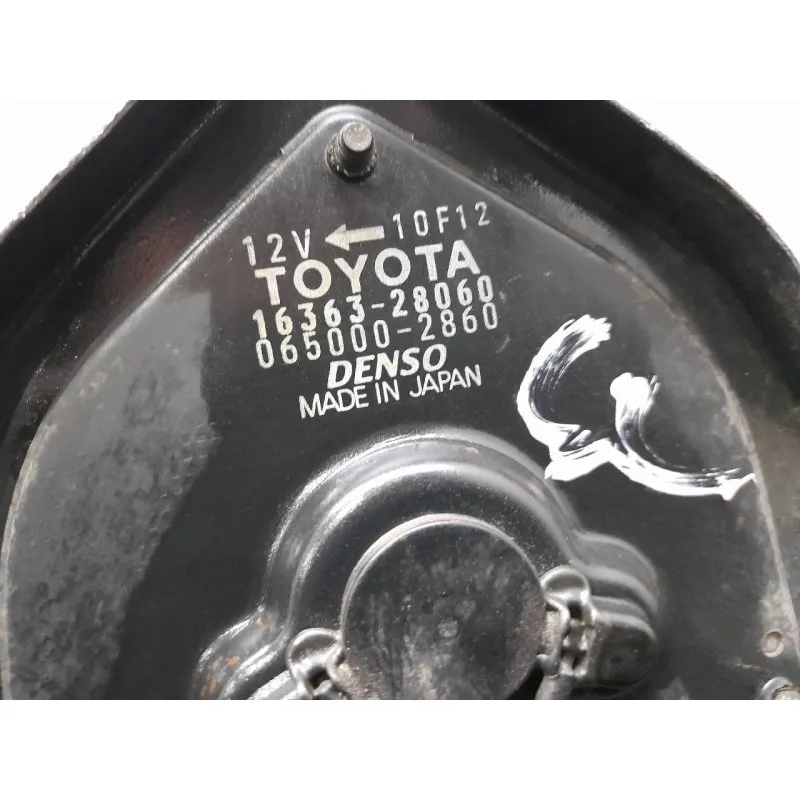 12V ← 10F12
TOYOTA
16363-28060
065000-2860
DENSO
MADE IN JAPAN